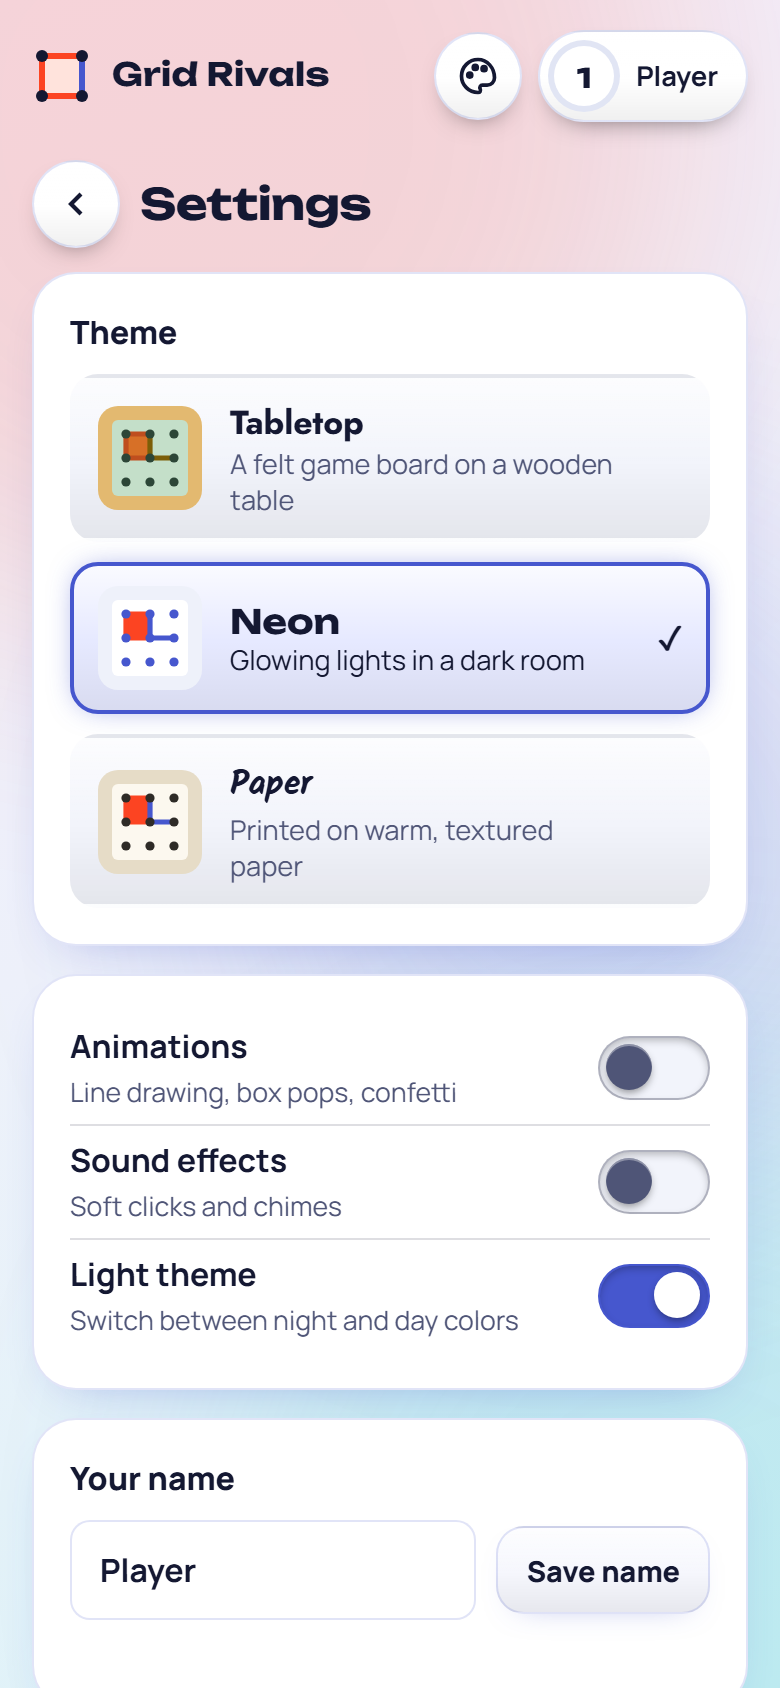 Grid Rivals
1 Player
Settings
Theme
Tabletop
A felt game board on a wooden
table
Neon
Glowing lights in a dark room
Paper
Printed on warm, textured
paper
Animations
Line drawing, box pops, confetti
Sound effects
Soft clicks and chimes
Light theme
Switch between night and day colors
Your name
Player
Save name